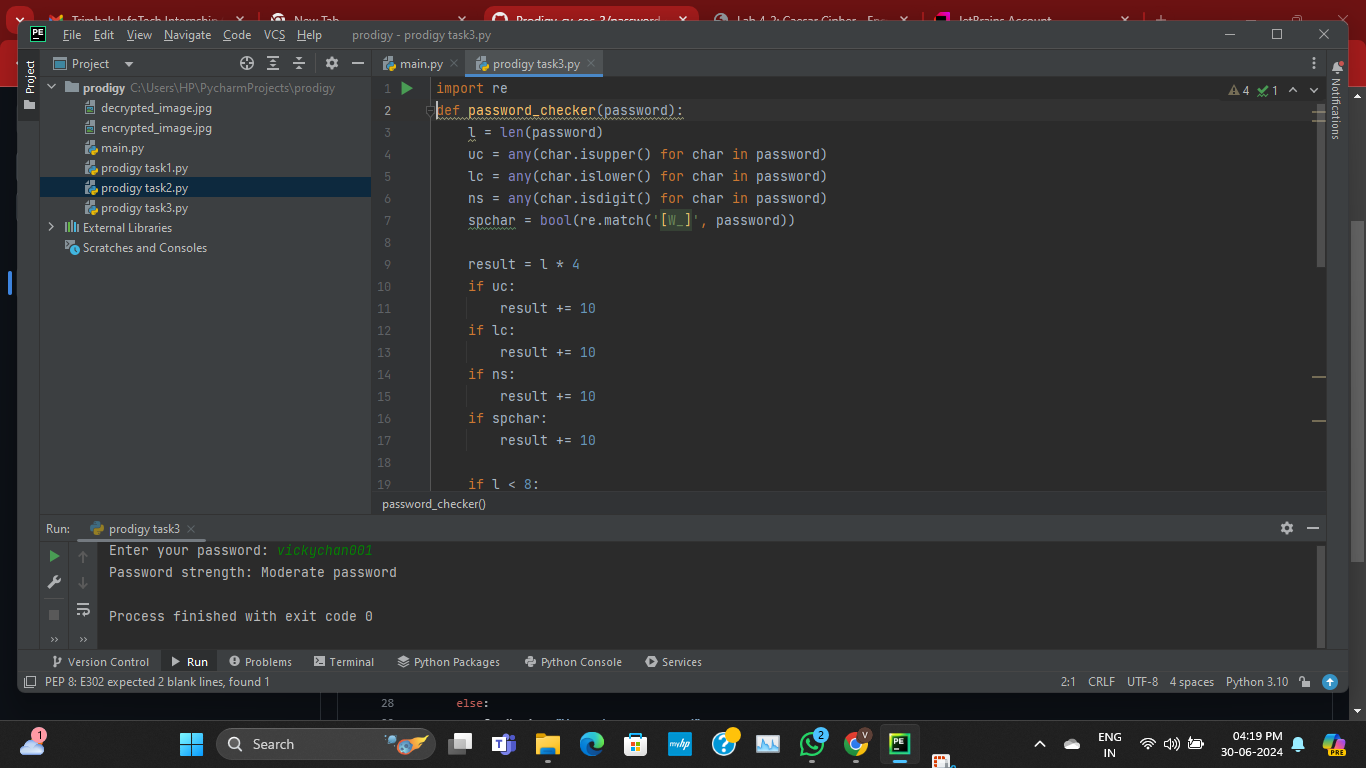 Trimbak InfoTech Internship
New Tab
Prodigy-cy-sec-3/password
Lab 4-2: Caesar Cipher - Enc
JetBrains Account
PE File Edit View Navigate Code VCS Help prodigy - prodigy task3.py
Project
main.py
prodigy task3.py
Project
Notifications
prodigy C:\Users\HP\PycharmProjects\prodigy
decrypted_image.jpg
encrypted_image.jpg
main.py
prodigy task1.py
prodigy task2.py
prodigy task3.py
External Libraries
Scratches and Consoles
4 1
1 import re
2 def password_checker(password):
3 l = len(password)
4 uc = any(char.isupper() for char in password)
5 lc = any(char.islower() for char in password)
6 ns = any(char.isdigit() for char in password)
7 spchar = bool(re.match('[W_]', password))
8
9 result = l * 4
10 if uc:
11 result += 10
12 if lc:
13 result += 10
14 if ns:
15 result += 10
16 if spchar:
17 result += 10
18
19 if l < 8:
password_checker()
Run: prodigy task3
Enter your password: vickychan001
Password strength: Moderate password
Process finished with exit code 0
Version Control Run Problems Terminal Python Packages Python Console Services
PEP 8: E302 expected 2 blank lines, found 1 2:1 CRLF UTF-8 4 spaces Python 3.10
28 else:
1
Search
PRE
2
V
PE
ENG
IN
04:19 PM
30-06-2024